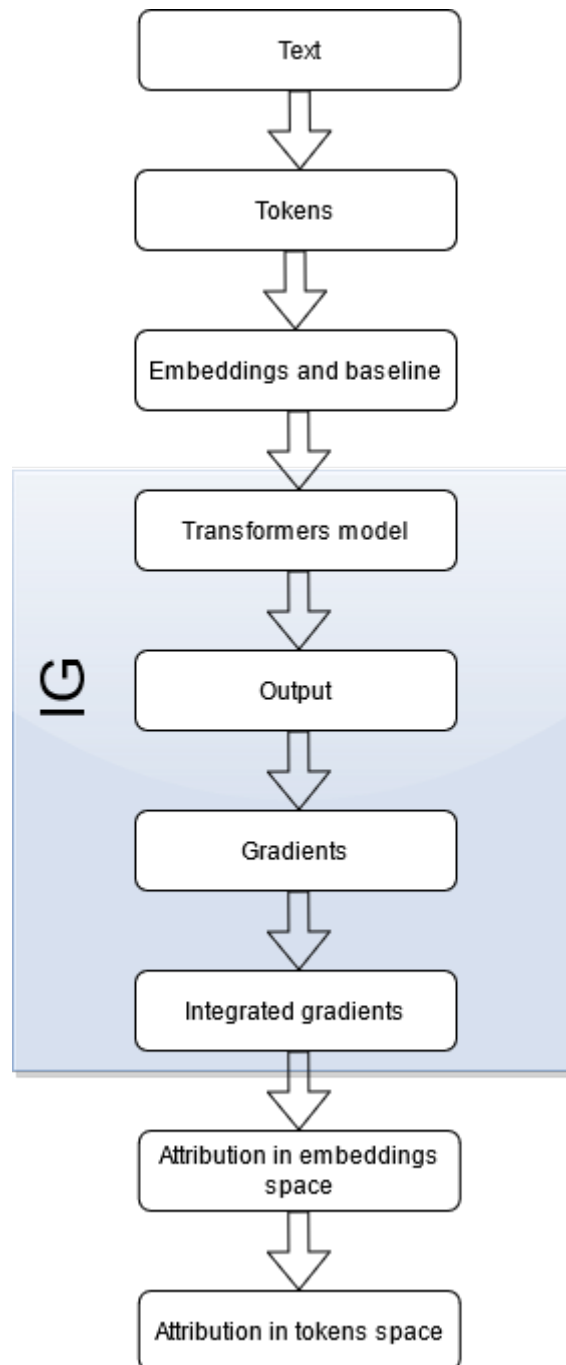 Text
Tokens
Embeddings and baseline
Transformers model
IG
Output
Gradients
Integrated gradients
Attribution in embeddings
space
Attribution in tokens space